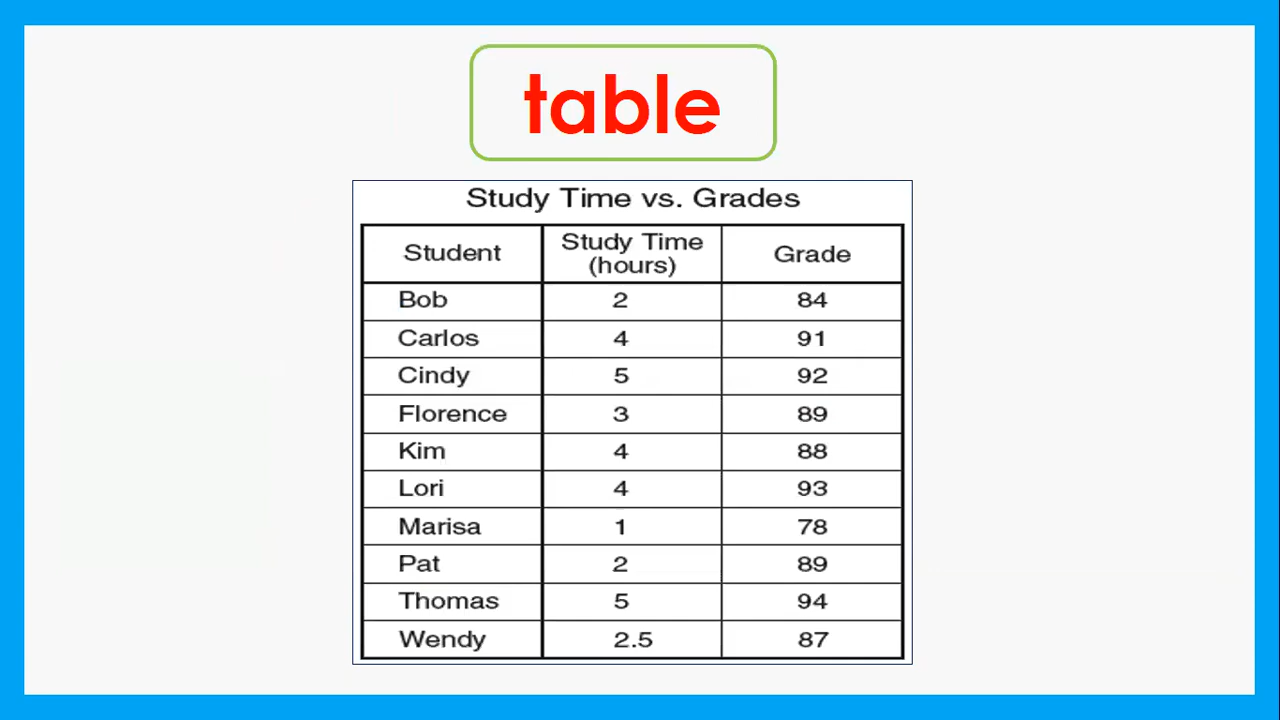 table
Study Time vs. Grades
Student Study Time (hours) Grade
Bob 2 84
Carlos 4 91
Cindy 5 92
Florence 3 89
Kim 4 88
Lori 4 93
Marisa 1 78
Pat 2 89
Thomas 5 94
Wendy 2.5 87